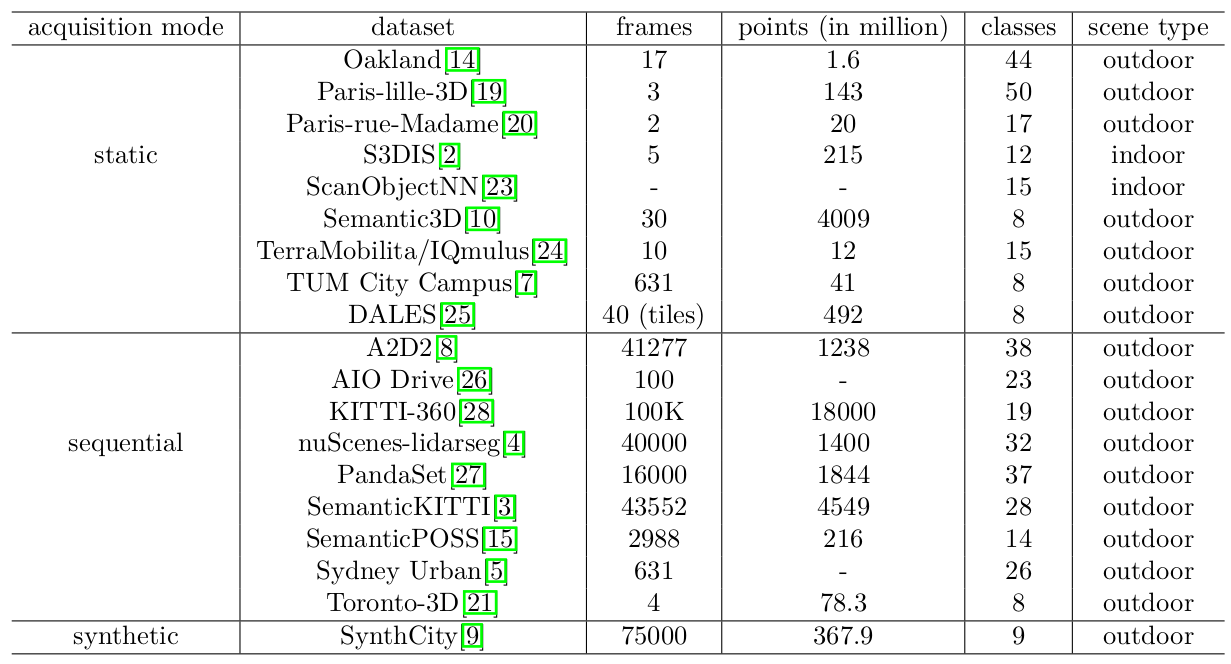 acquisition mode dataset frames points (in million) classes scene type
Oakland[14] 17 1.6 44 outdoor
Paris-lille-3D[19] 3 143 50 outdoor
Paris-rue-Madame[20] 2 20 17 outdoor
static S3DIS[2] 5 215 12 indoor
ScanObjectNN[23] - - 15 indoor
Semantic3D[10] 30 4009 8 outdoor
TerraMobilita/IQmulus[24] 10 12 15 outdoor
TUM City Campus[7] 631 41 8 outdoor
DALES[25] 40 (tiles) 492 8 outdoor
A2D2[8] 41277 1238 38 outdoor
AIO Drive[26] 100 - 23 outdoor
KITTI-360[28] 100K 18000 19 outdoor
sequential nuScenes-lidarseg[4] 40000 1400 32 outdoor
PandaSet[27] 16000 1844 37 outdoor
SemanticKITTI[3] 43552 4549 28 outdoor
SemanticPOSS[15] 2988 216 14 outdoor
Sydney Urban[5] 631 - 26 outdoor
Toronto-3D[21] 4 78.3 8 outdoor
synthetic SynthCity[9] 75000 367.9 9 outdoor